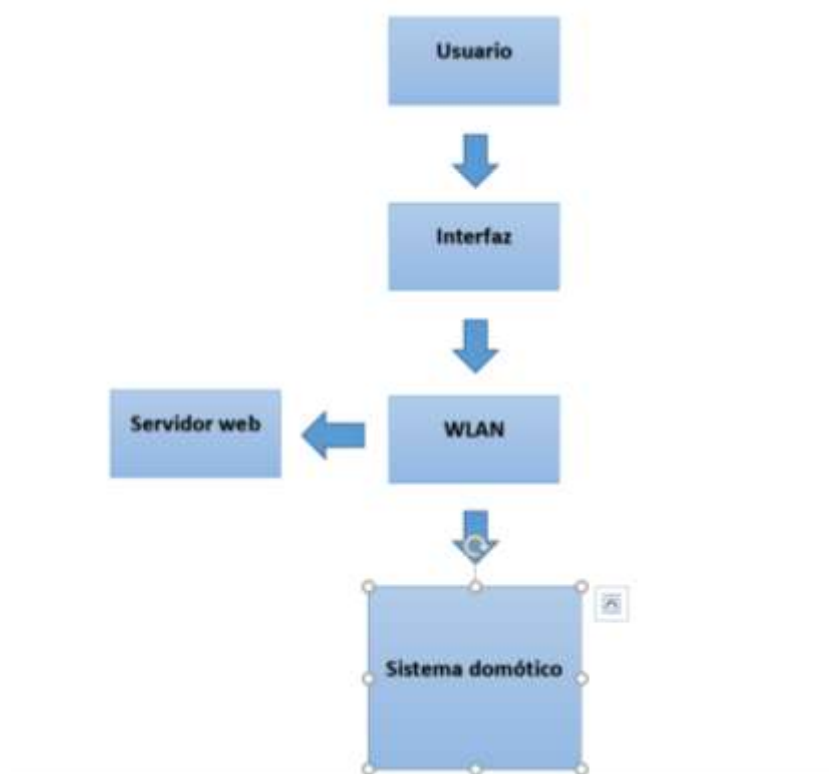 Usuario
Interfaz
Servidor web
WLAN
Sistema domótico